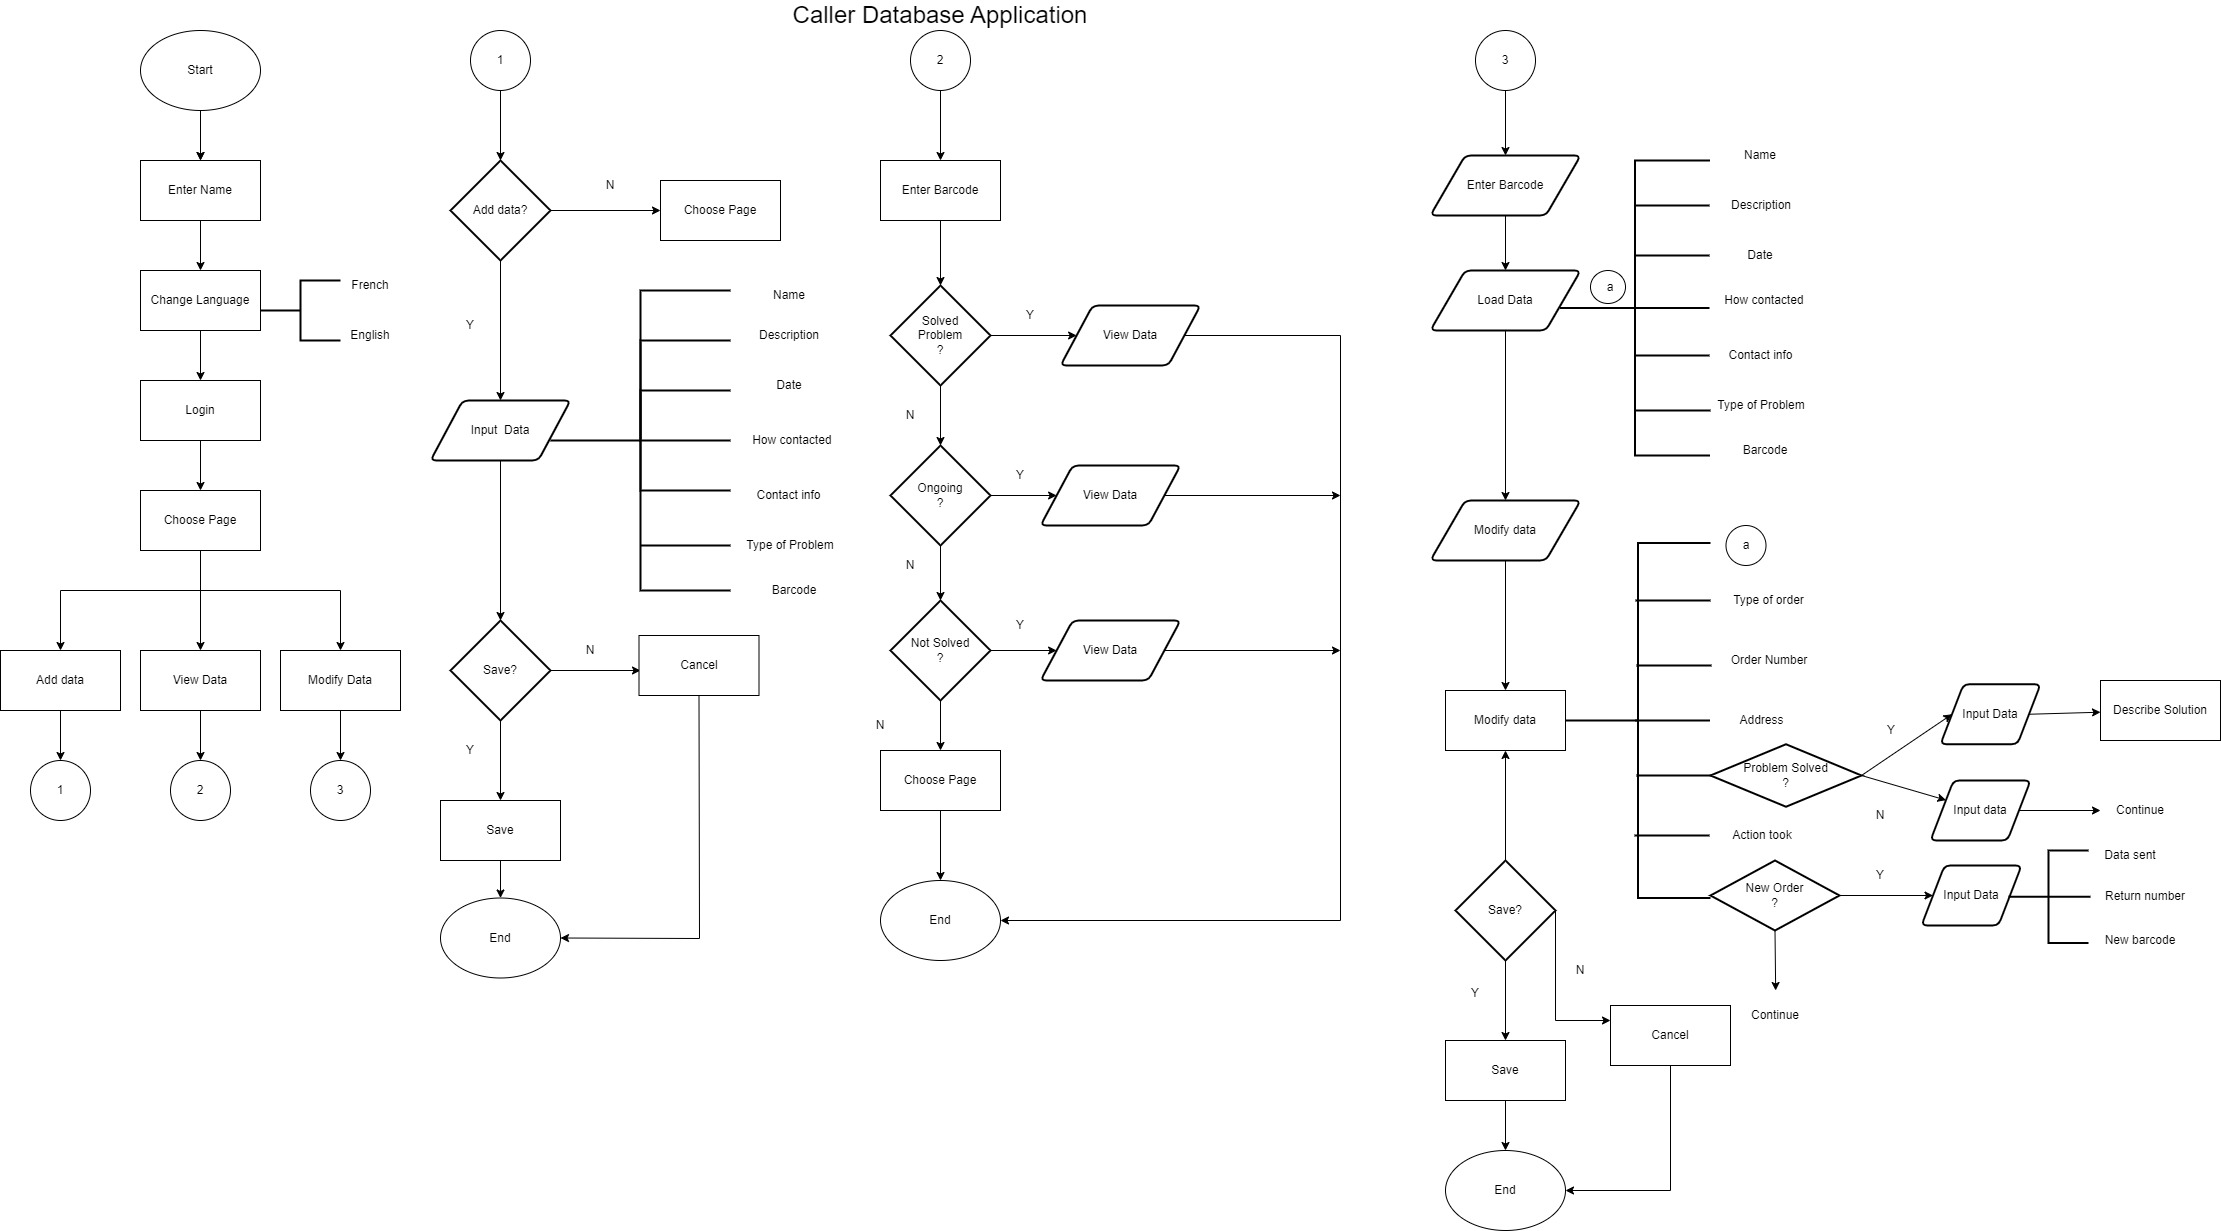 Caller Database Application
Start
Enter Name
Change Language
French
English
Login
Choose Page
Add data
View Data
Modify Data
1
2
3
1
Add data?
N
Choose Page
Y
Input  Data
Name
Description
Date
How contacted
Contact info
Type of Problem
Barcode
Save?
N
Cancel
Y
Save
End
2
Enter Barcode
Solved
Problem
?
Y
View Data
N
Ongoing
?
Y
View Data
N
Not Solved
?
Y
View Data
N
Choose Page
End
3
Enter Barcode
Load Data
a
Name
Description
Date
How contacted
Contact info
Type of Problem
Barcode
Modify data
Modify data
a
Type of order
Order Number
Address
Problem Solved
?
Y
Input Data
Describe Solution
N
Input data
Continue
Action took
New Order
?
Y
Input Data
Data sent
Return number
New barcode
Continue
Save?
N
Cancel
Y
Save
End